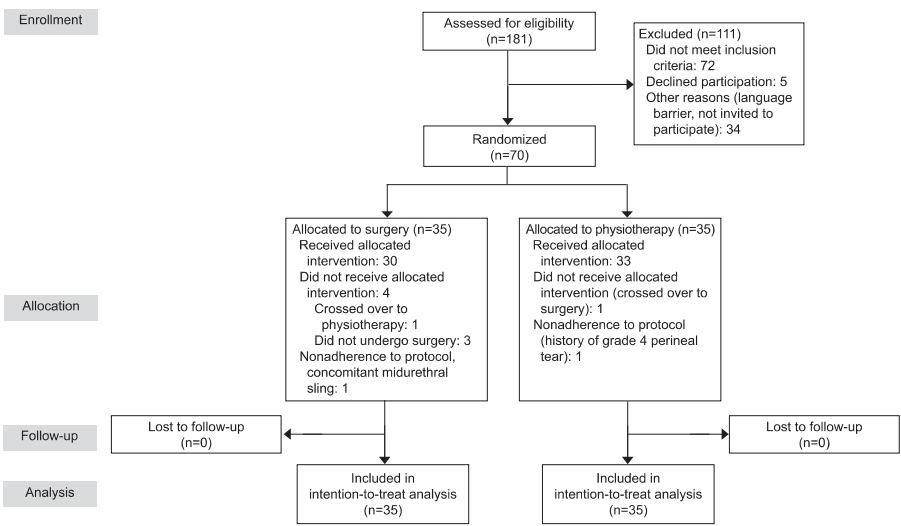 Enrollment
Assessed for eligibility
(n=181)
Excluded (n=111)
Did not meet inclusion
criteria: 72
Declined participation: 5
Other reasons (language
barrier, not invited to
participate): 34
Randomized
(n=70)
Allocation
Allocated to surgery (n=35)
Received allocated
intervention: 30
Did not receive allocated
intervention: 4
Crossed over to
physiotherapy: 1
Did not undergo surgery: 3
Nonadherence to protocol,
concomitant midurethral
sling: 1
Allocated to physiotherapy (n=35)
Received allocated
intervention: 33
Did not receive allocated
intervention (crossed over to
surgery): 1
Nonadherence to protocol
(history of grade 4 perineal
tear): 1
Follow-up
Lost to follow-up
(n=0)
Lost to follow-up
(n=0)
Analysis
Included in
intention-to-treat analysis
(n=35)
Included in
intention-to-treat analysis
(n=35)